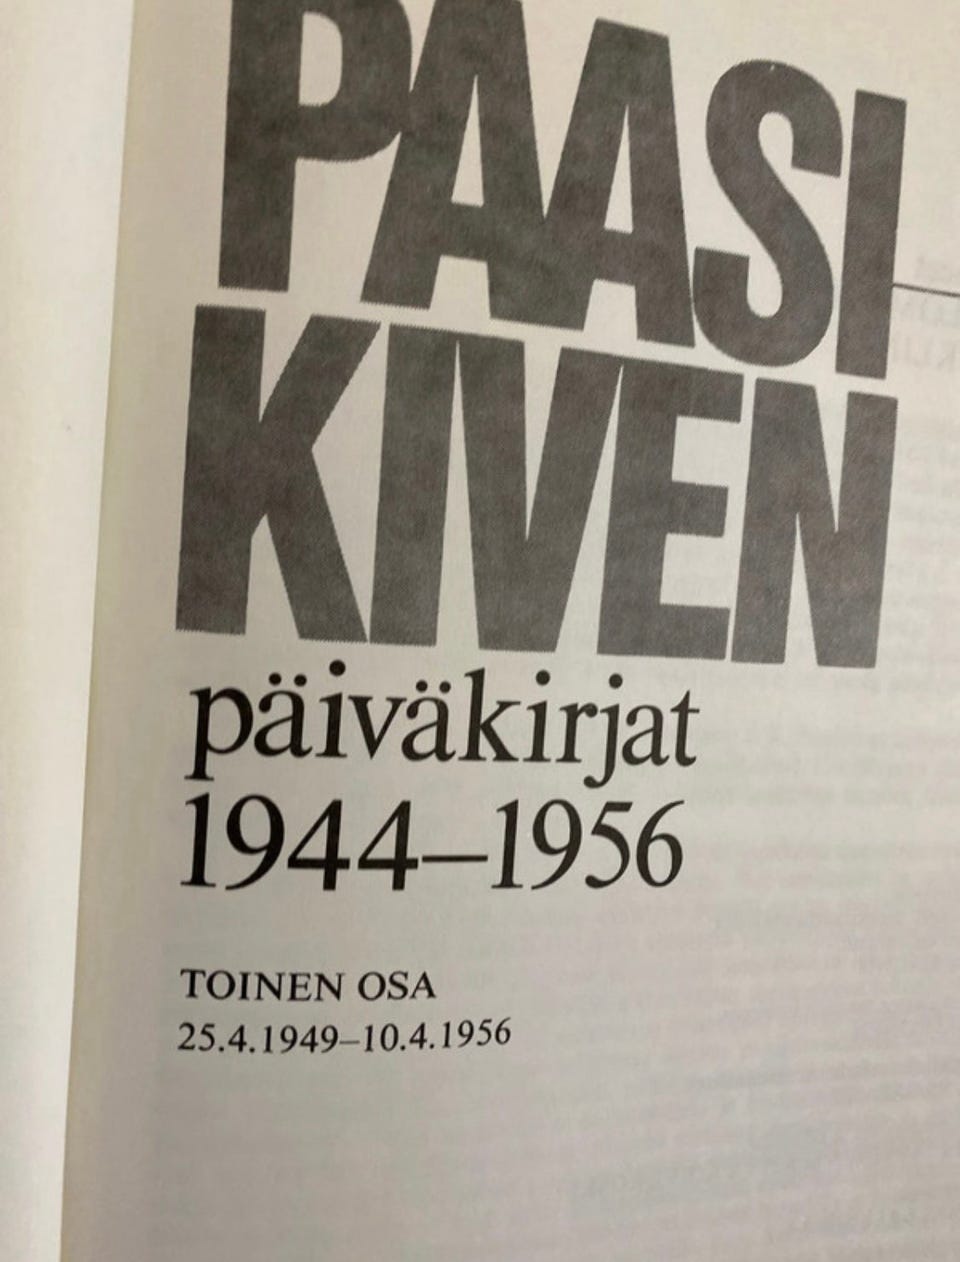 PAASI
KIVEN
päiväkirjat
1944–1956
TOINEN OSA
25.4.1949–10.4.1956